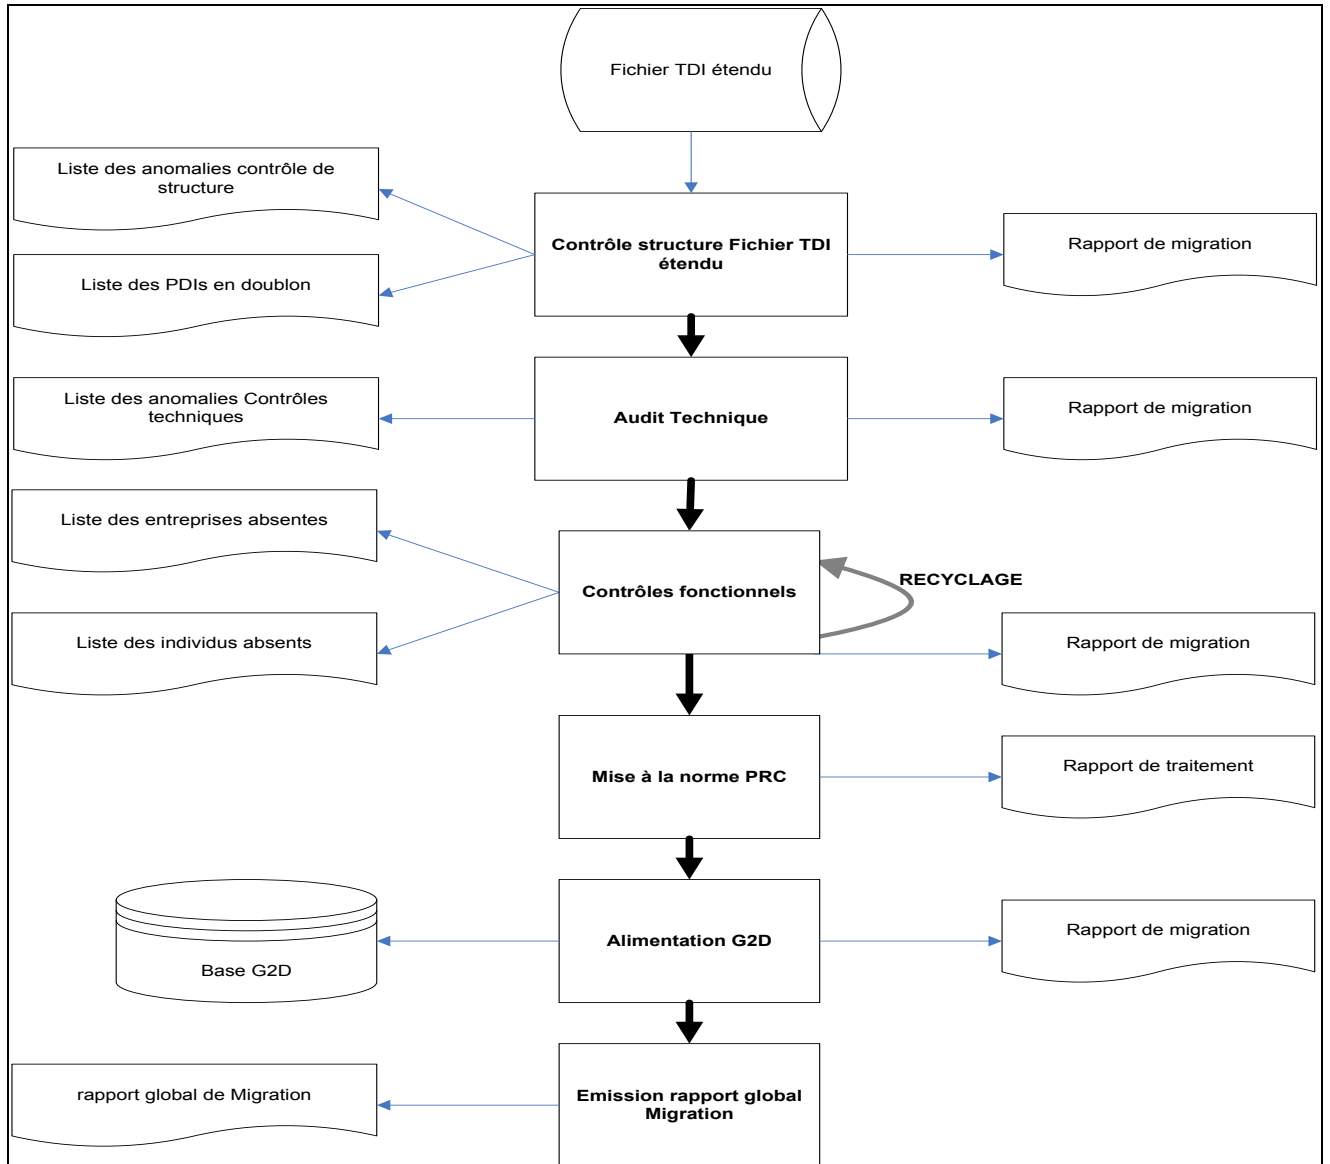 Fichier TDI étendu
Liste des anomalies contrôle de
structure
Contrôle structure Fichier TDI
étendu
Rapport de migration
Liste des PDIs en doublon
Liste des anomalies Contrôles
techniques
Audit Technique
Rapport de migration
Liste des entreprises absentes
Contrôles fonctionnels
RECYCLAGE
Liste des individus absents
Rapport de migration
Mise à la norme PRC
Rapport de traitement
Base G2D
Alimentation G2D
Rapport de migration
rapport global de Migration
Emission rapport global
Migration